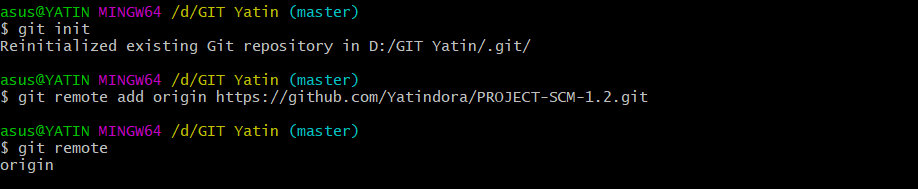 asus@YATIN MINGW64 /d/GIT Yatin (master)
$ git init
Reinitialized existing Git repository in D:/GIT Yatin/.git/
asus@YATIN MINGW64 /d/GIT Yatin (master)
$ git remote add origin https://github.com/Yatindora/PROJECT-SCM-1.2.git
asus@YATIN MINGW64 /d/GIT Yatin (master)
$ git remote
origin